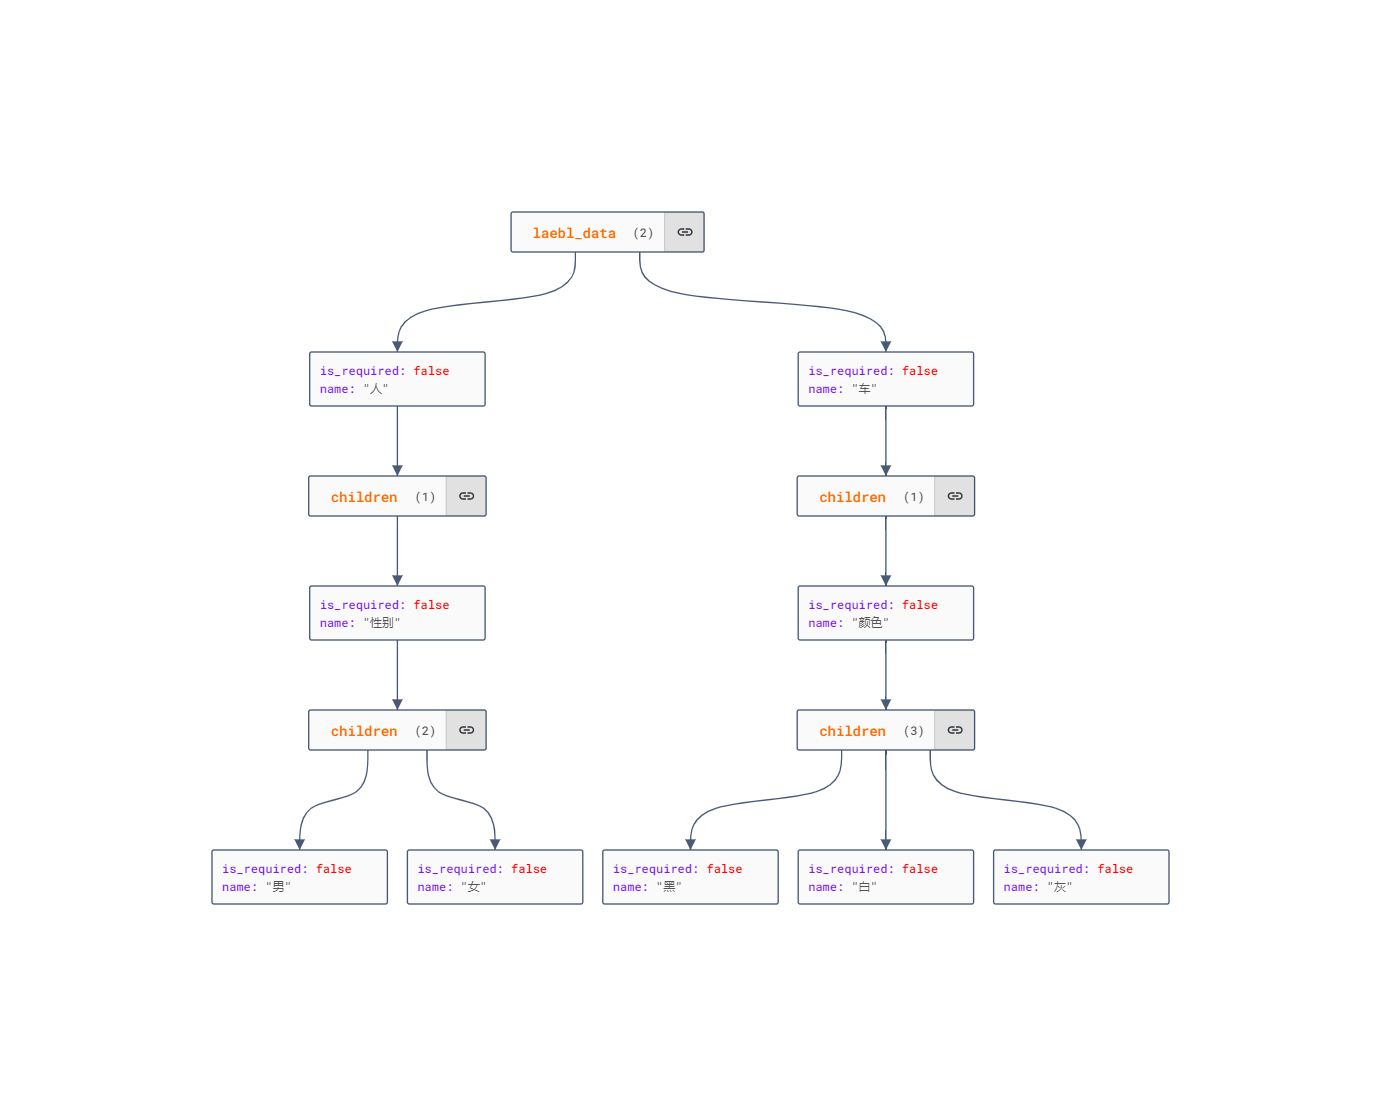 laebl_data (2)
is_required: false
name: "人"
is_required: false
name: "车"
children (1)
children (1)
is_required: false
name: "性别"
is_required: false
name: "颜色"
children (2)
children (3)
is_required: false
name: "男"
is_required: false
name: "女"
is_required: false
name: "黑"
is_required: false
name: "白"
is_required: false
name: "灰"